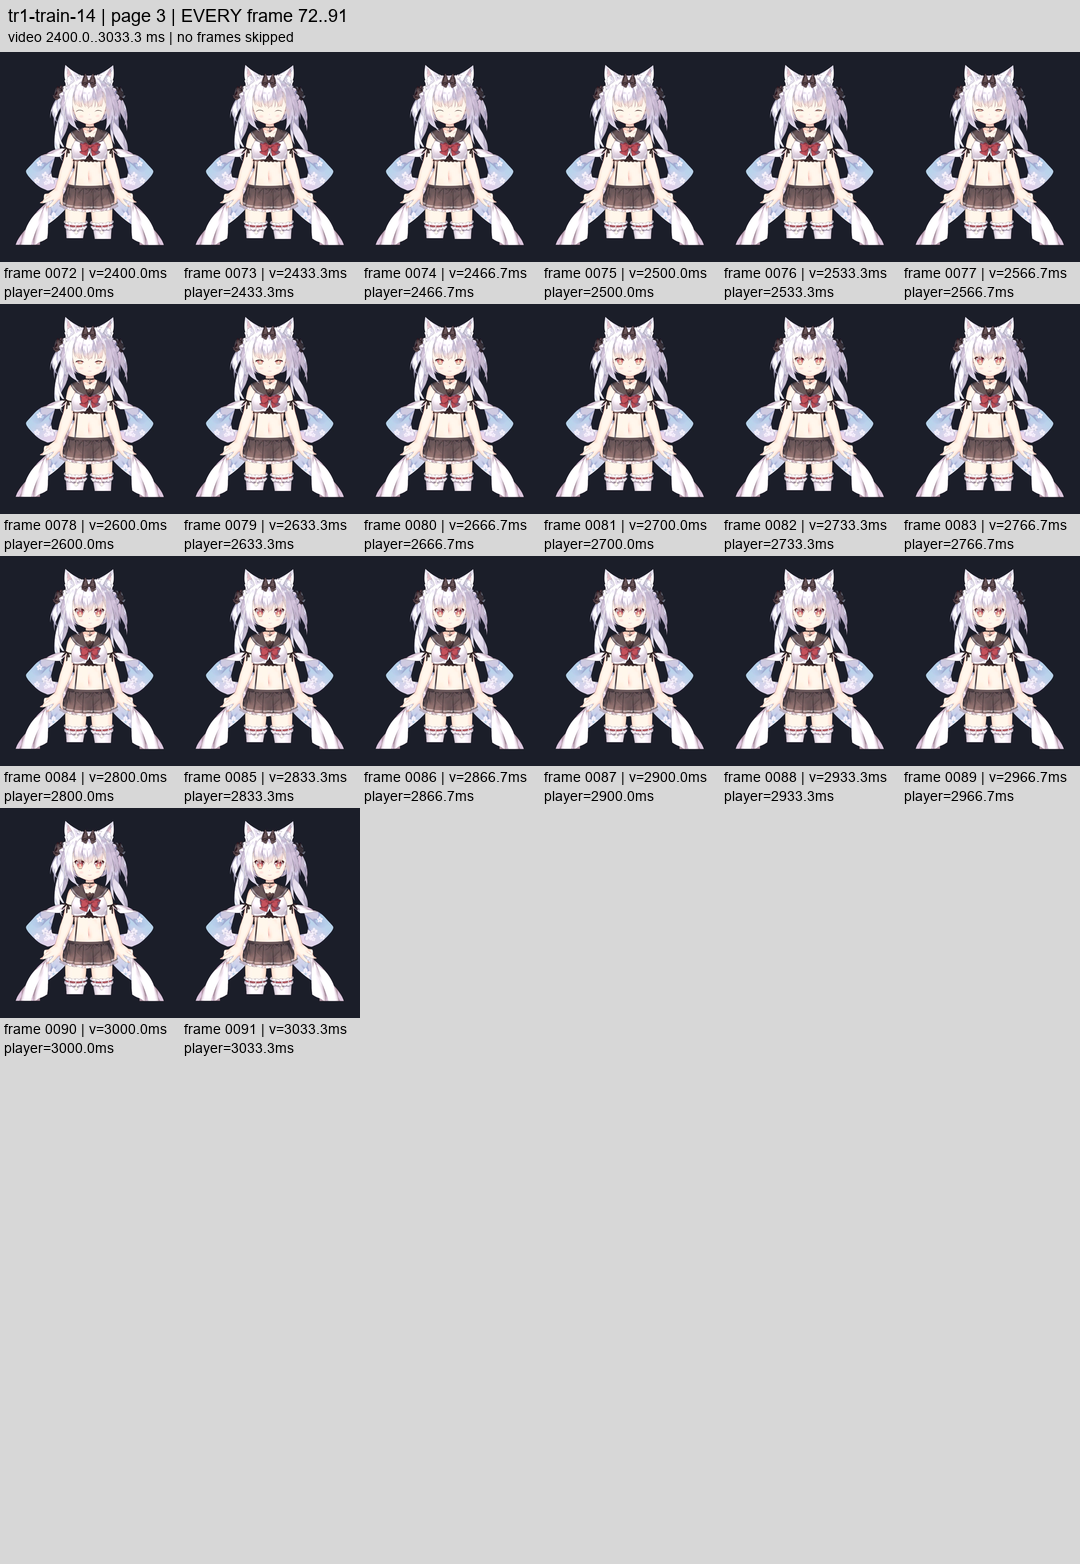 tr1-train-14 | page 3 | EVERY frame 72..91
video 2400.0..3033.3 ms | no frames skipped
frame 0072 | v=2400.0ms
player=2400.0ms
frame 0073 | v=2433.3ms
player=2433.3ms
frame 0074 | v=2466.7ms
player=2466.7ms
frame 0075 | v=2500.0ms
player=2500.0ms
frame 0076 | v=2533.3ms
player=2533.3ms
frame 0077 | v=2566.7ms
player=2566.7ms
frame 0078 | v=2600.0ms
player=2600.0ms
frame 0079 | v=2633.3ms
player=2633.3ms
frame 0080 | v=2666.7ms
player=2666.7ms
frame 0081 | v=2700.0ms
player=2700.0ms
frame 0082 | v=2733.3ms
player=2733.3ms
frame 0083 | v=2766.7ms
player=2766.7ms
frame 0084 | v=2800.0ms
player=2800.0ms
frame 0085 | v=2833.3ms
player=2833.3ms
frame 0086 | v=2866.7ms
player=2866.7ms
frame 0087 | v=2900.0ms
player=2900.0ms
frame 0088 | v=2933.3ms
player=2933.3ms
frame 0089 | v=2966.7ms
player=2966.7ms
frame 0090 | v=3000.0ms
player=3000.0ms
frame 0091 | v=3033.3ms
player=3033.3ms